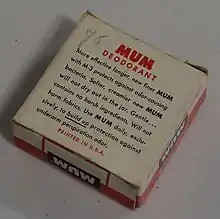 MUM
DEODORANT
More effective longer, new finer MUM
with M-3 protects against odor-causing
bacteria. Softer, creamier new MUM
will not dry out in the jar. Gentle...
contains no harsh ingredients. Will not
harm fabrics. Use MUM daily, exclu-
sively, to build up protection against
underarm perspiration odor.
PRINTED IN U.S.A.
MUM